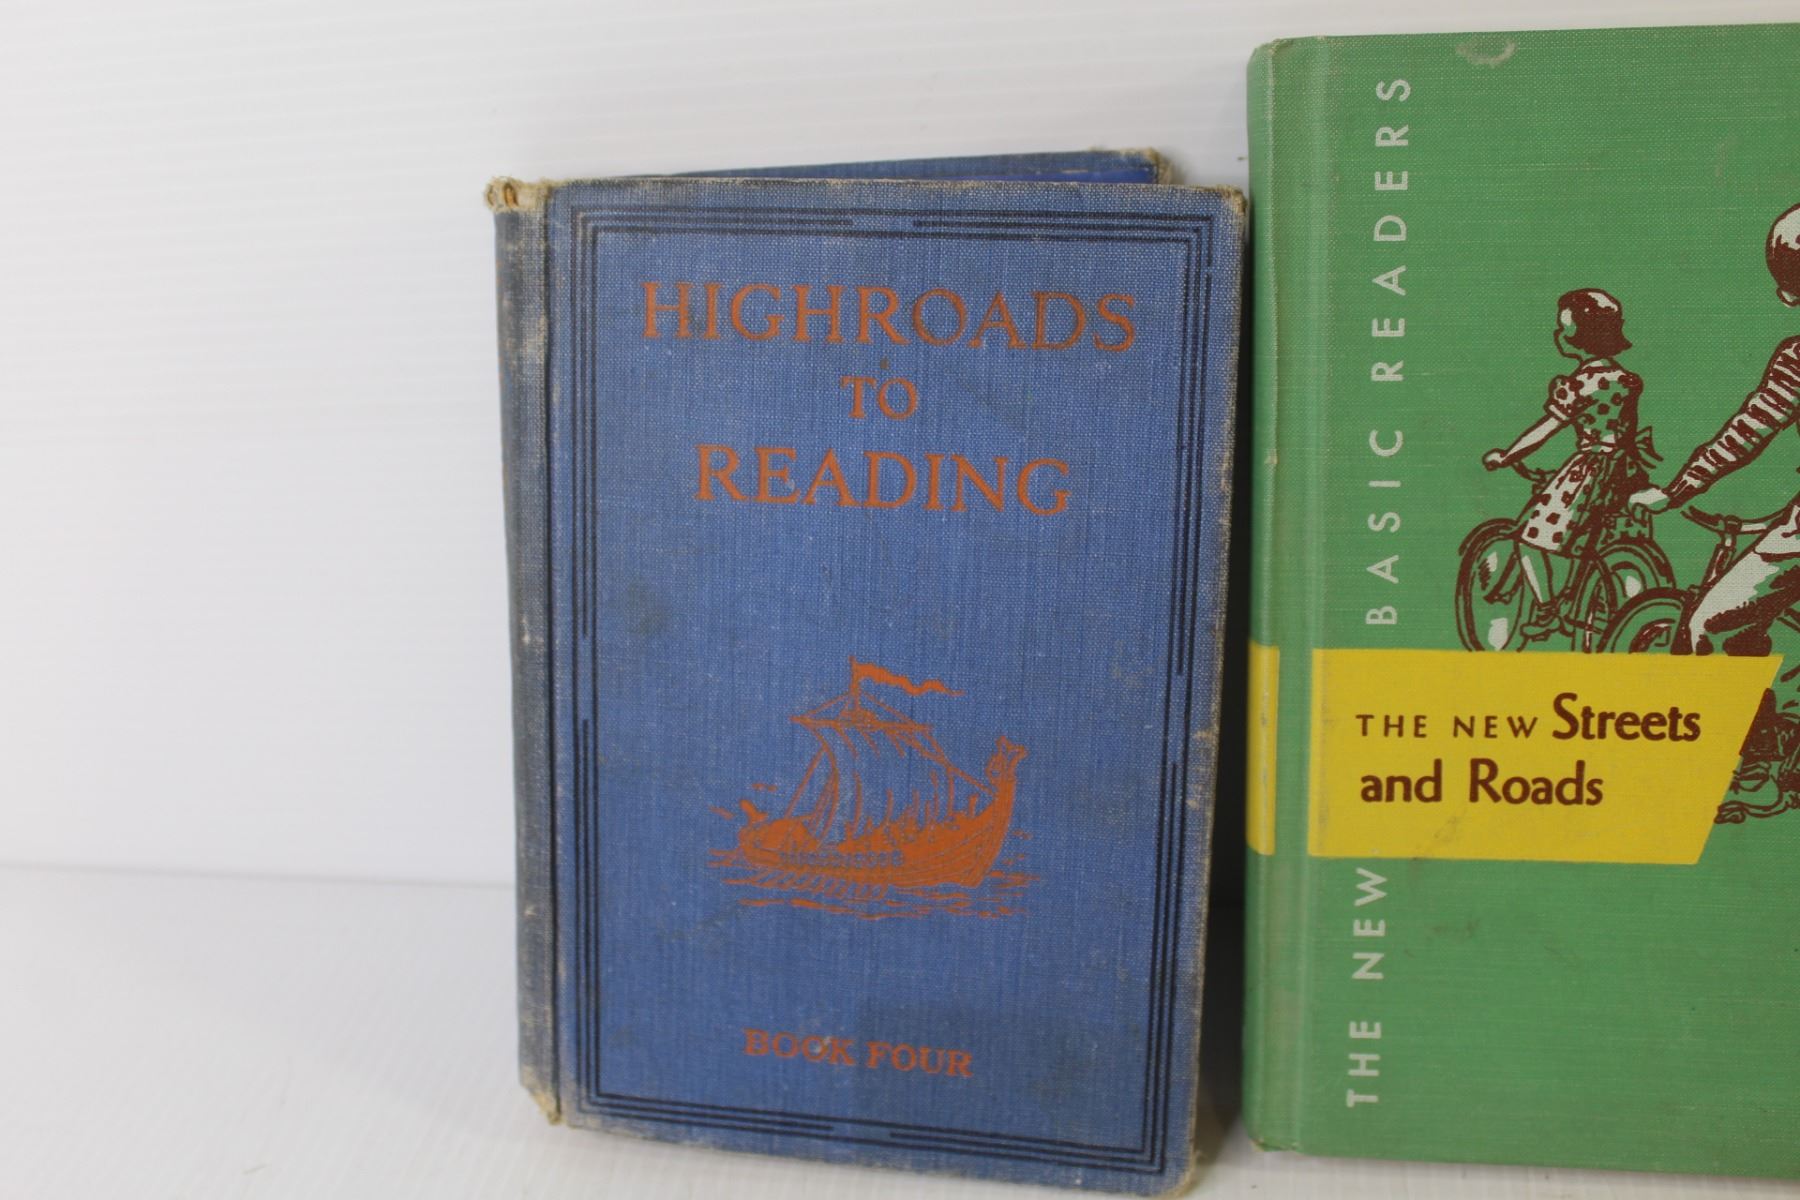 HIGHROADS
TO
READING
BOOK FOUR
THE NEW BASIC READERS
THE NEW Streets
and Roads